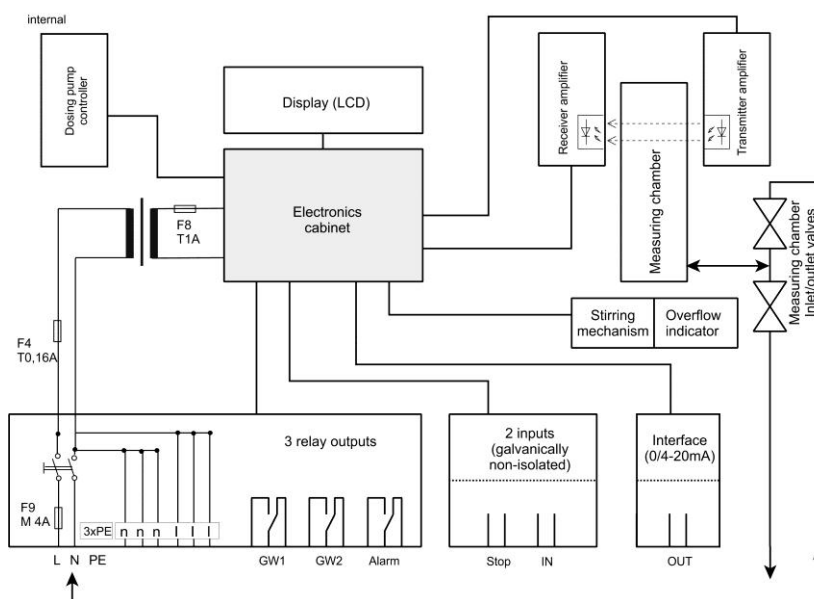 internal
Dosing pump
controller
Display (LCD)
Electronics
cabinet
Receiver amplifier
Transmitter amplifier
Measuring chamber
Measuring chamber
Inlet/outlet valves
F8
T1A
F4
T0,16A
Stirring
mechanism
Overflow
indicator
3 relay outputs
2 inputs
(galvanically
non-isolated)
Interface
(0/4-20mA)
F9
M 4A
3xPE n n n l l l
L N PE
GW1 GW2 Alarm
Stop IN
OUT